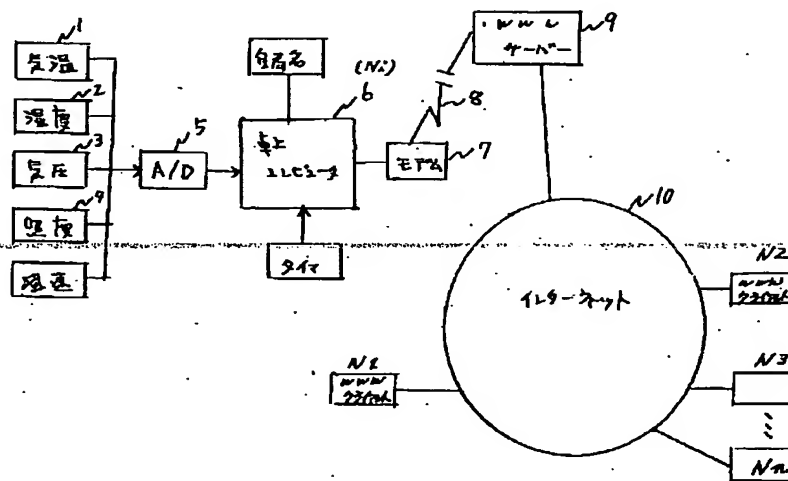 1
気温
2
湿度
3
気圧
4
照度
風速
5
A/D
住所名
(Ni)
6
卓上
コンピュータ
タイマ
7
モデム
8
WWW
サーバー
9
10
インターネット
N1
WWW
クライアント
N2
WWW
クライアント
N3
Nn